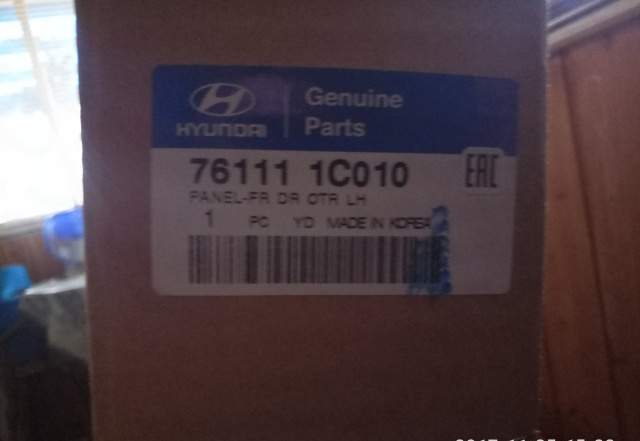 Genuine
HYUNDAI Parts
76111 1C010 EAC
PANEL-FR DR OTR LH
1 PC YD MADE IN KOREA